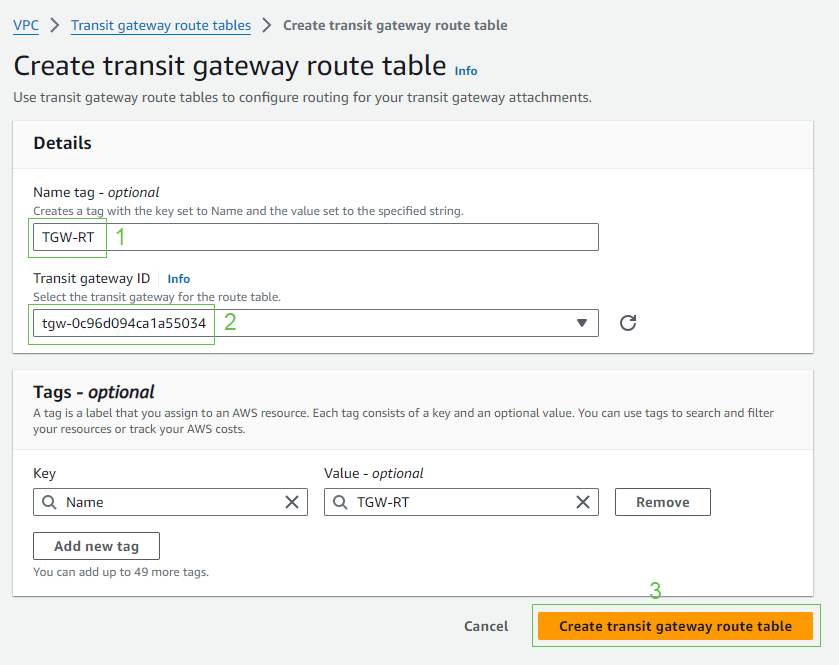 VPC > Transit gateway route tables > Create transit gateway route table
Create transit gateway route table Info
Use transit gateway route tables to configure routing for your transit gateway attachments.
Details
Name tag - optional
Creates a tag with the key set to Name and the value set to the specified string.
TGW-RT 1
Transit gateway ID Info
Select the transit gateway for the route table.
tgw-0c96d094ca1a55034 2
Tags - optional
A tag is a label that you assign to an AWS resource. Each tag consists of a key and an optional value. You can use tags to search and filter
your resources or track your AWS costs.
Key Value - optional
Name TGW-RT Remove
Add new tag
You can add up to 49 more tags.
3
Cancel Create transit gateway route table